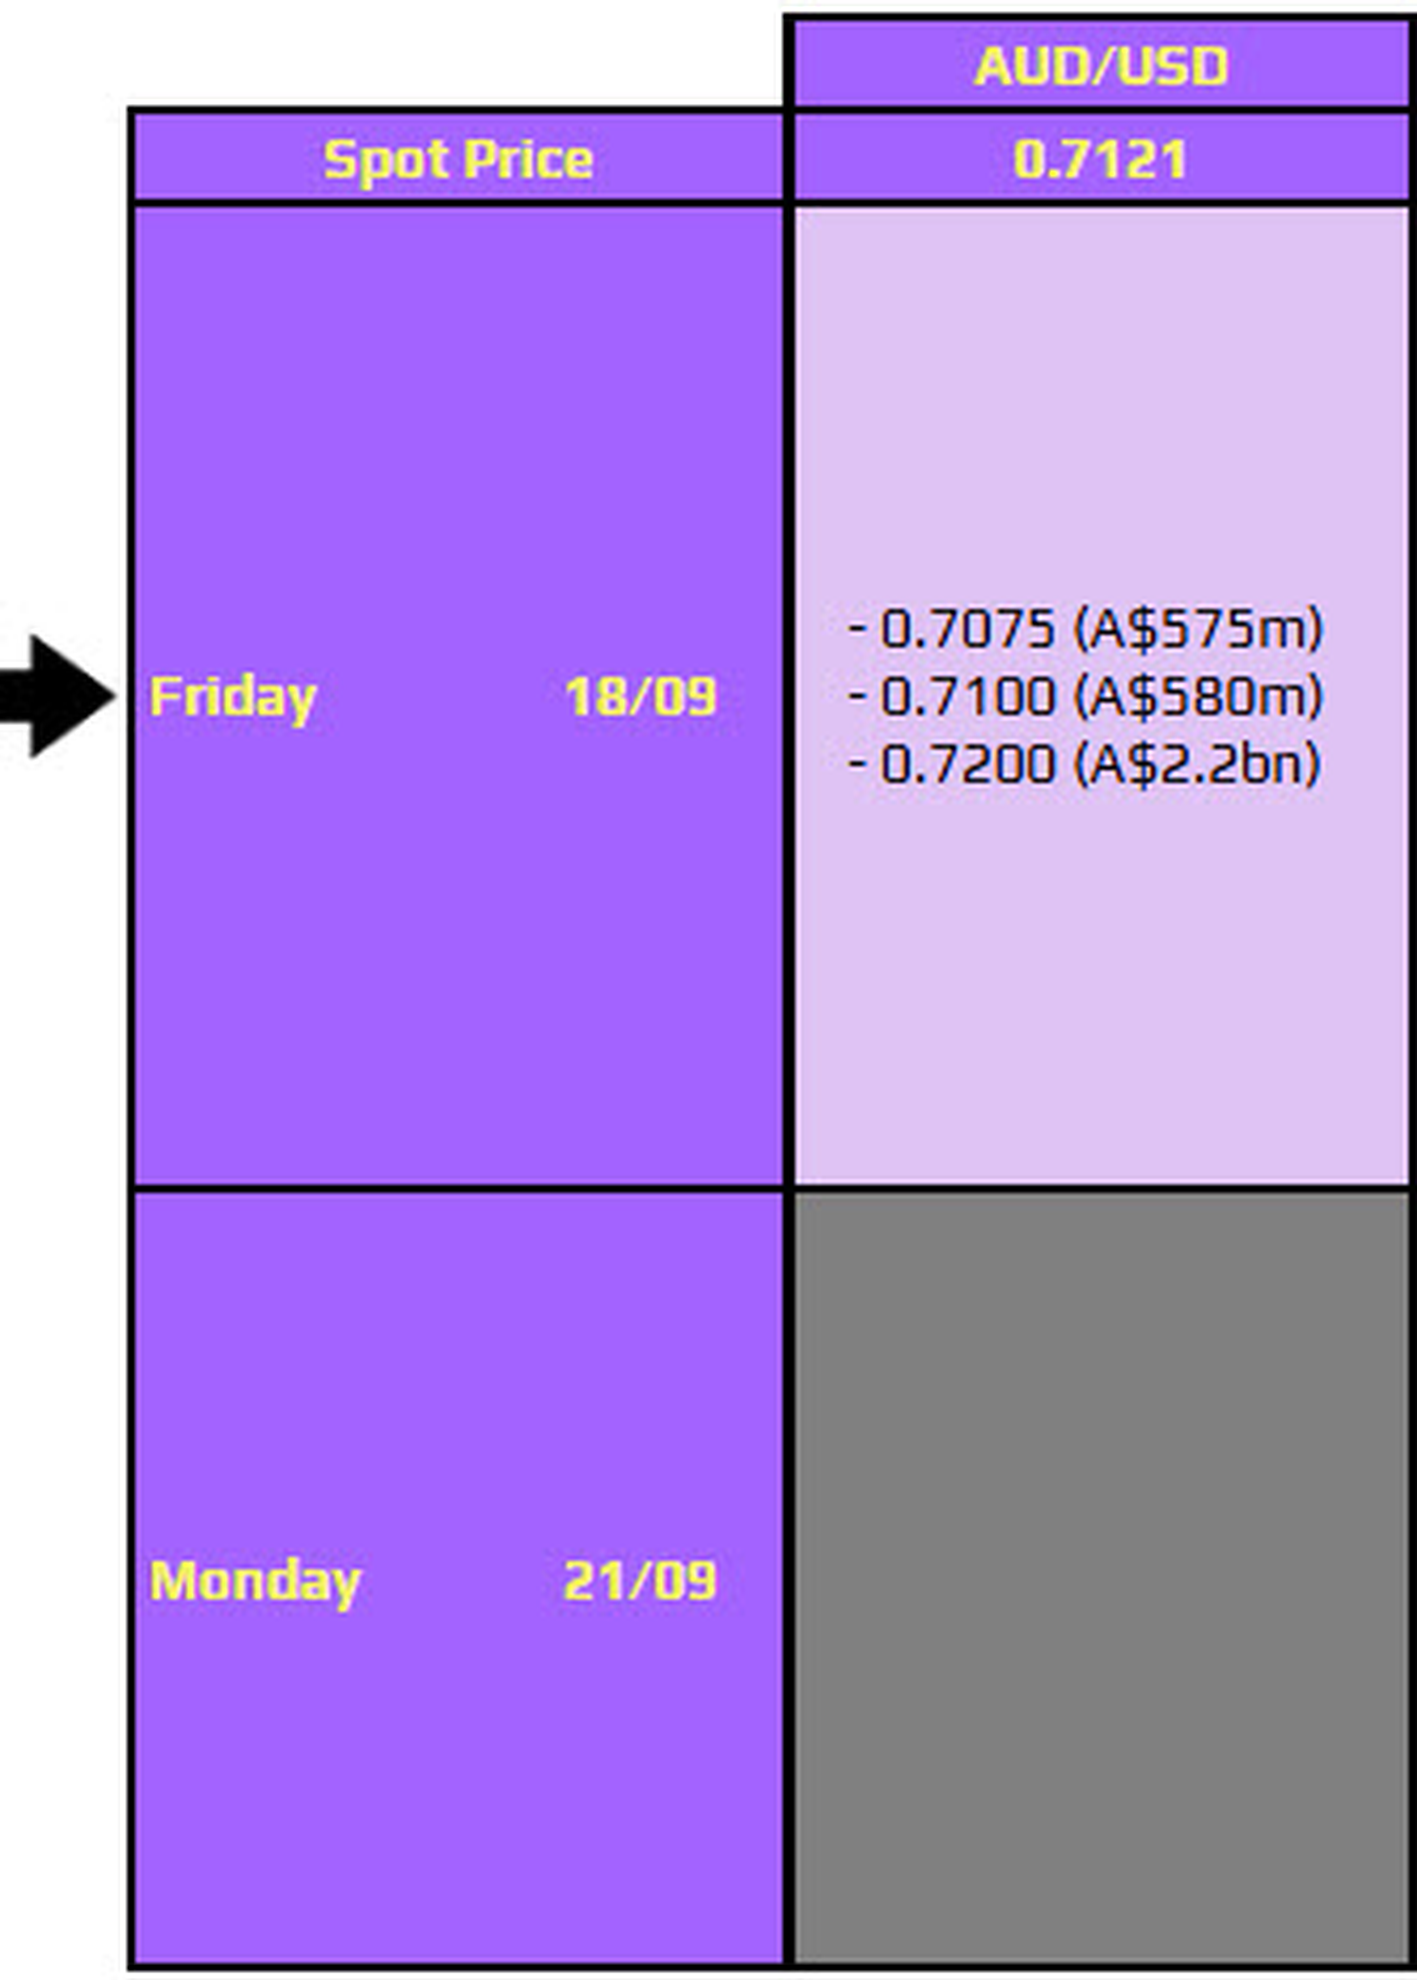 AUD/USD
Spot Price 0.7121
Friday 18/09
- 0.7075 (A$575m)
- 0.7100 (A$580m)
- 0.7200 (A$2.2bn)
Monday 21/09